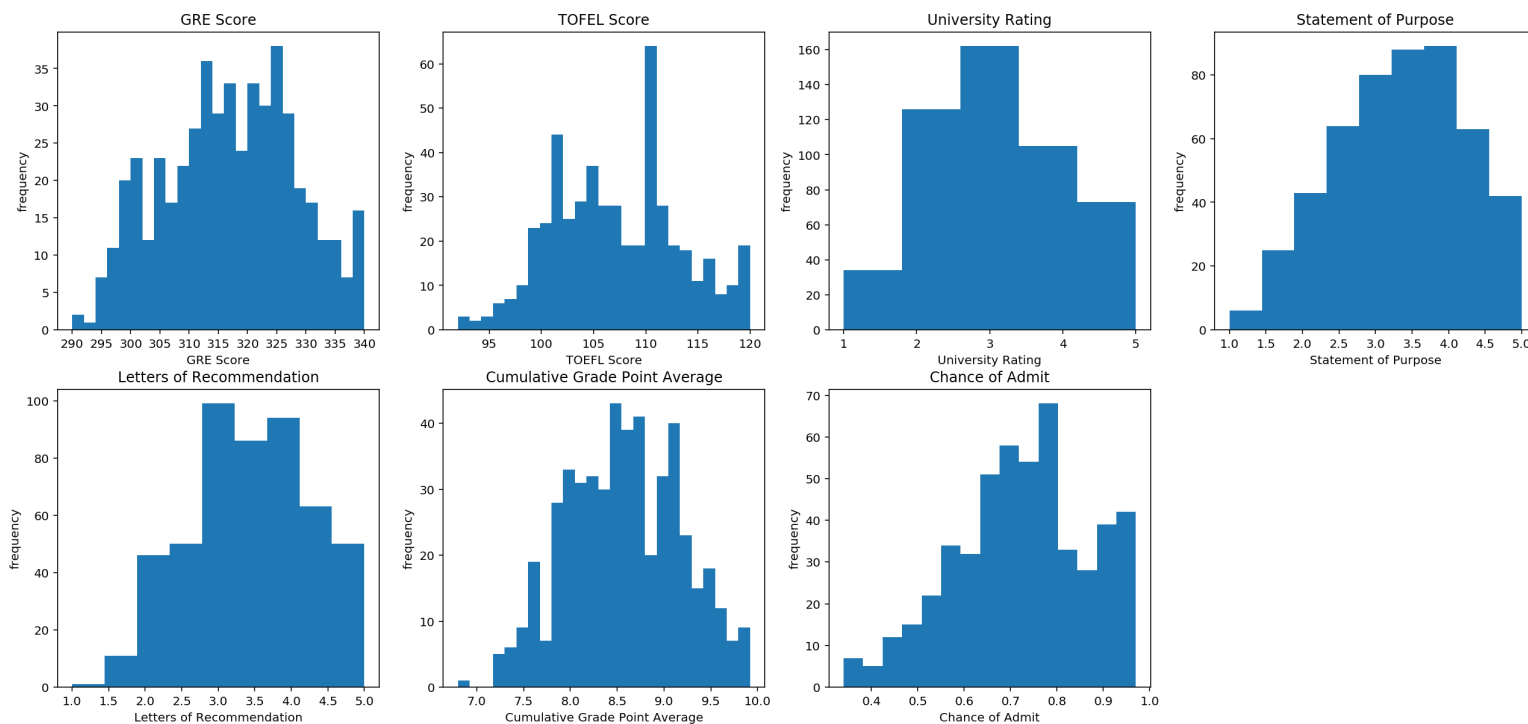 GRE Score
frequency
0
5
10
15
20
25
30
35
290 295 300 305 310 315 320 325 330 335 340
GRE Score
TOFEL Score
frequency
0
10
20
30
40
50
60
95 100 105 110 115 120
TOEFL Score
University Rating
frequency
0
20
40
60
80
100
120
140
160
1 2 3 4 5
University Rating
Statement of Purpose
frequency
0
20
40
60
80
1.0 1.5 2.0 2.5 3.0 3.5 4.0 4.5 5.0
Statement of Purpose
Letters of Recommendation
frequency
0
20
40
60
80
100
1.0 1.5 2.0 2.5 3.0 3.5 4.0 4.5 5.0
Letters of Recommendation
Cumulative Grade Point Average
frequency
0
10
20
30
40
7.0 7.5 8.0 8.5 9.0 9.5 10.0
Cumulative Grade Point Average
Chance of Admit
frequency
0
10
20
30
40
50
60
70
0.4 0.5 0.6 0.7 0.8 0.9 1.0
Chance of Admit